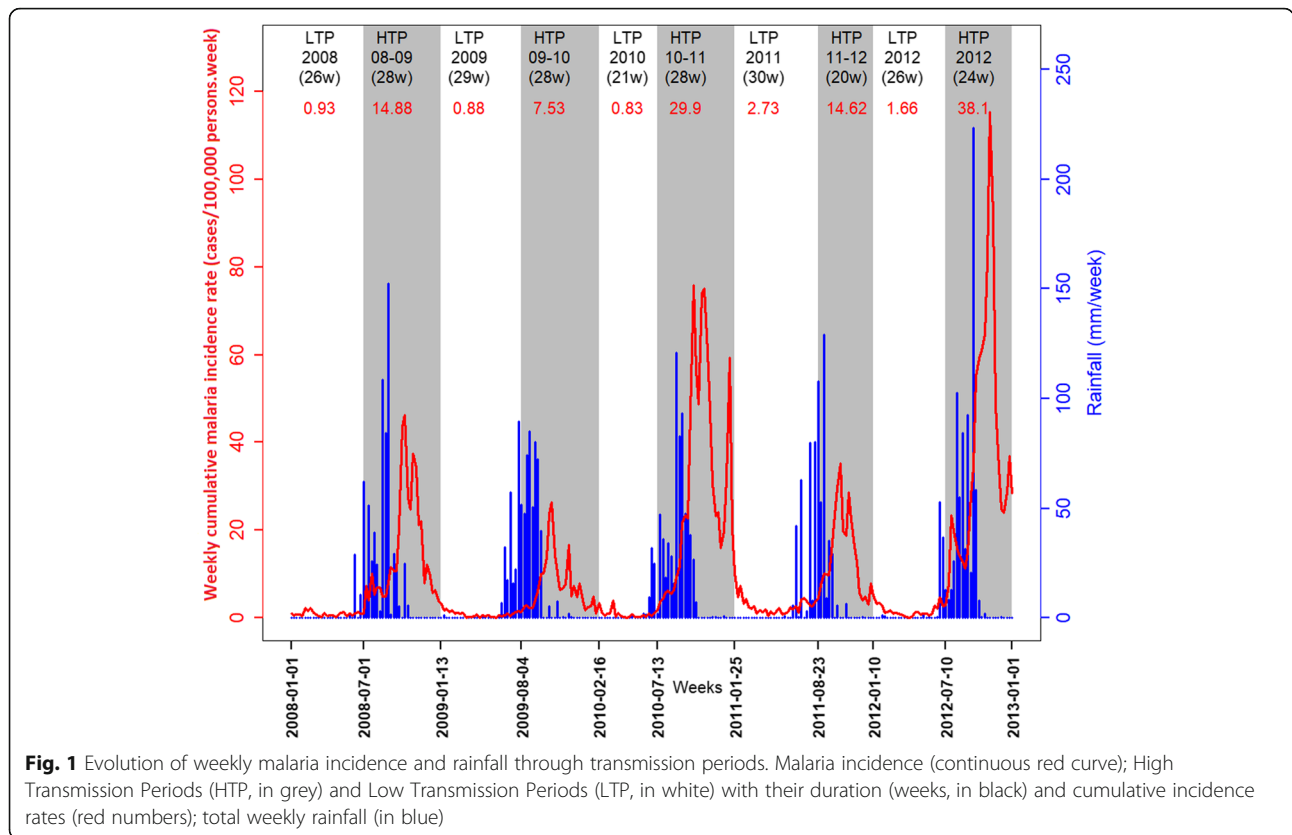 LTP 2008 (26w) 0.93
HTP 08-09 (28w) 14.88
LTP 2009 (29w) 0.88
HTP 09-10 (28w) 7.53
LTP 2010 (21w) 0.83
HTP 10-11 (28w) 29.9
LTP 2011 (30w) 2.73
HTP 11-12 (20w) 14.62
LTP 2012 (26w) 1.66
HTP 2012 (24w) 38.1
Weekly cumulative malaria incidence rate (cases/100,000 persons.week)
120
100
80
60
40
20
0
250
200
150
100
50
0
Rainfall (mm/week)
2008-01-01
2008-07-01
2009-01-13
2009-08-04
2010-02-16
2010-07-13
2011-01-25
2011-08-23
2012-01-10
2012-07-10
2013-01-01
Weeks
Fig. 1 Evolution of weekly malaria incidence and rainfall through transmission periods. Malaria incidence (continuous red curve); High
Transmission Periods (HTP, in grey) and Low Transmission Periods (LTP, in white) with their duration (weeks, in black) and cumulative incidence
rates (red numbers); total weekly rainfall (in blue)